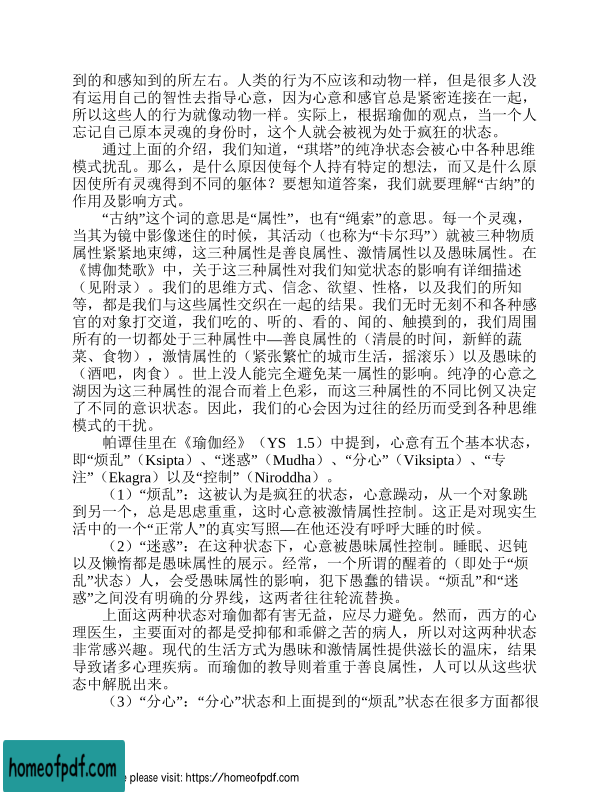 到的和感知到的所左右。人类的行为不应该和动物一样，但是很多人没
有运用自己的智性去指导心意，因为心意和感官总是紧密连接在一起，
所以这些人的行为就像动物一样。实际上，根据瑜伽的观点，当一个人
忘记自己原本灵魂的身份时，这个人就会被视为处于疯狂的状态。
通过上面的介绍，我们知道，“琪塔”的纯净状态会被心中各种思维
模式扰乱。那么，是什么原因使每个人持有特定的想法，而又是什么原
因使所有灵魂得到不同的躯体？要想知道答案，我们就要理解“古纳”的
作用及影响方式。
“古纳”这个词的意思是“属性”，也有“绳索”的意思。每一个灵魂，
当其为镜中影像迷住的时候，其活动（也称为“卡尔玛”）就被三种物质
属性紧紧地束缚，这三种属性是善良属性、激情属性以及愚昧属性。在
《博伽梵歌》中，关于这三种属性对我们知觉状态的影响有详细描述
（见附录）。我们的思维方式、信念、欲望、性格，以及我们的所知
等，都是我们与这些属性交织在一起的结果。我们无时无刻不和各种感
官的对象打交道，我们吃的、听的、看的、闻的、触摸到的，我们周围
所有的一切都处于三种属性中—善良属性的（清晨的时间，新鲜的蔬
菜、食物），激情属性的（紧张繁忙的城市生活，摇滚乐）以及愚昧的
（酒吧，肉食）。世上没人能完全避免某一属性的影响。纯净的心意之
湖因为这三种属性的混合而着上色彩，而这三种属性的不同比例又决定
了不同的意识状态。因此，我们的心会因为过往的经历而受到各种思维
模式的干扰。
帕谭佳里在《瑜伽经》（YS 1.5）中提到，心意有五个基本状态，
即“烦乱”（Ksipta）、“迷惑”（Mudha）、“分心”（Viksipta）、“专
注”（Ekagra）以及“控制”（Niroddha）。
（1）“烦乱”：这被认为是疯狂的状态，心意躁动，从一个对象跳
到另一个，总是思虑重重，这时心意被激情属性控制。这正是对现实生
活中的一个“正常人”的真实写照—在他还没有呼呼大睡的时候。
（2）“迷惑”：在这种状态下，心意被愚昧属性控制。睡眠、迟钝
以及懒惰都是愚昧属性的展示。经常，一个所谓的醒着的（即处于“烦
乱”状态）人，会受愚昧属性的影响，犯下愚蠢的错误。“烦乱”和“迷
惑”之间没有明确的分界线，这两者往往轮流替换。
上面这两种状态对瑜伽都有害无益，应尽力避免。然而，西方的心
理医生，主要面对的都是受抑郁和乖僻之苦的病人，所以对这两种状态
非常感兴趣。现代的生活方式为愚昧和激情属性提供滋长的温床，结果
导致诸多心理疾病。而瑜伽的教导则着重于善良属性，人可以从这些状
态中解脱出来。
（3）“分心”：“分心”状态和上面提到的“烦乱”状态在很多方面都很
homeofpdf.com
e please visit: https://homeofpdf.com